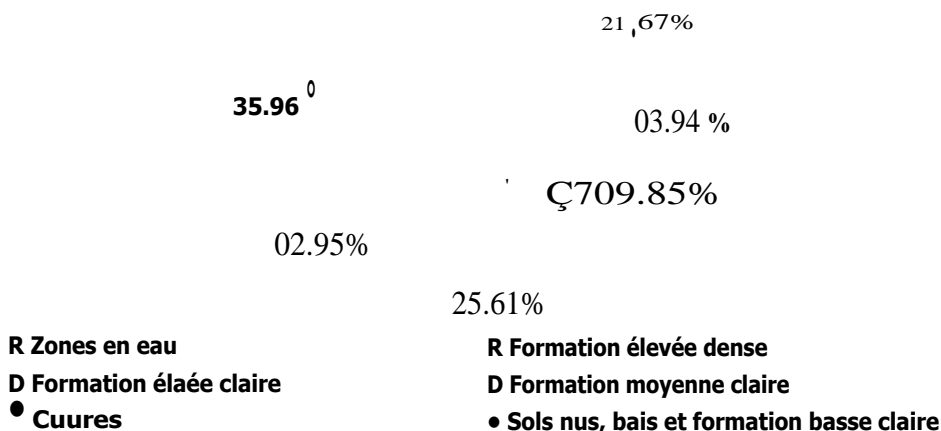 21,67%
35.96 0
03.94 %
' Ç709.85%
02.95%
25.61%
R Zones en eau
R Formation élevée dense
D Formation élaée claire
D Formation moyenne claire
• Cuures
• Sols nus, bais et formation basse claire